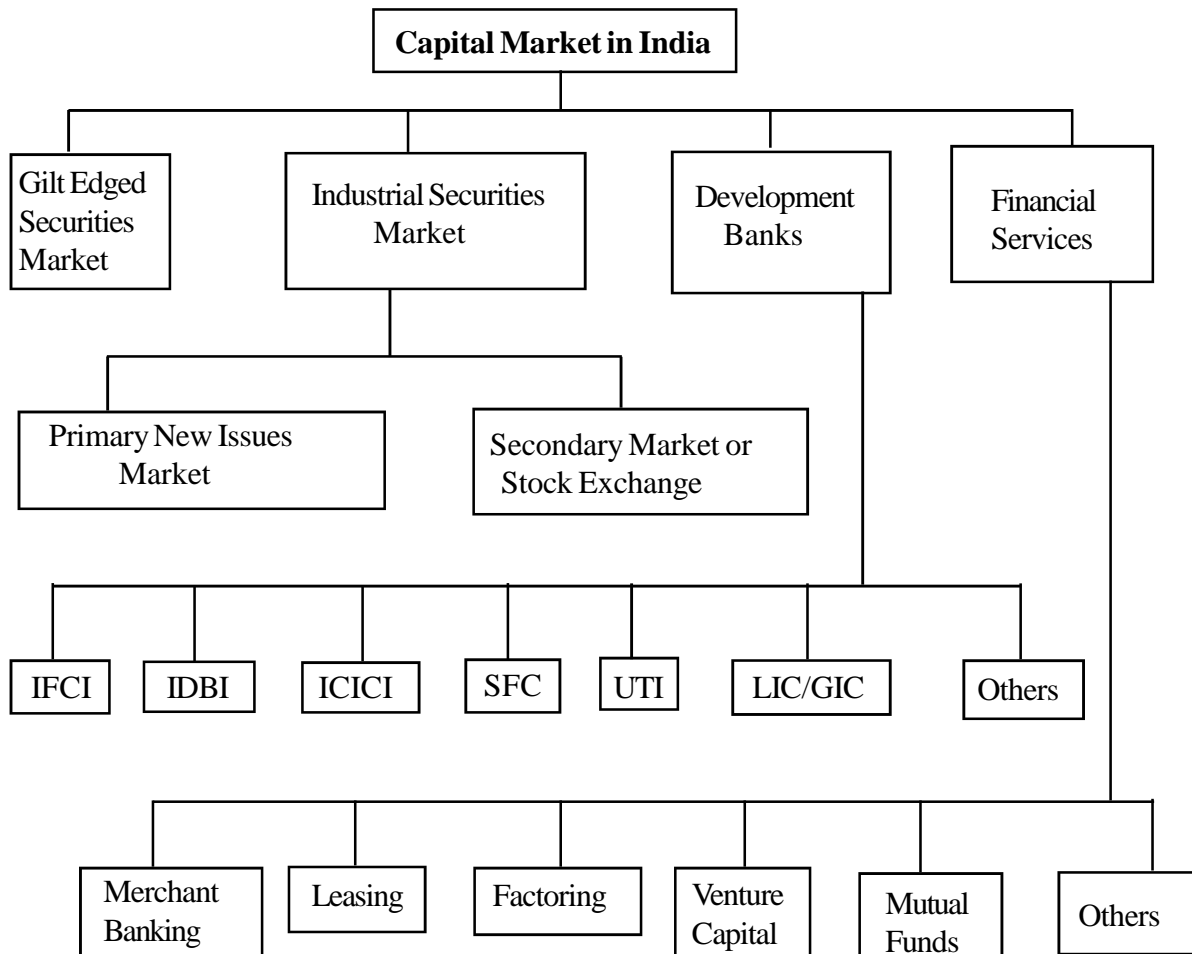 Capital Market in India
Gilt Edged
Securities
Market
Industrial Securities
Market
Development
Banks
Financial
Services
Primary New Issues
Market
Secondary Market or
Stock Exchange
IFCI
IDBI
ICICI
SFC
UTI
LIC/GIC
Others
Merchant
Banking
Leasing
Factoring
Venture
Capital
Mutual
Funds
Others